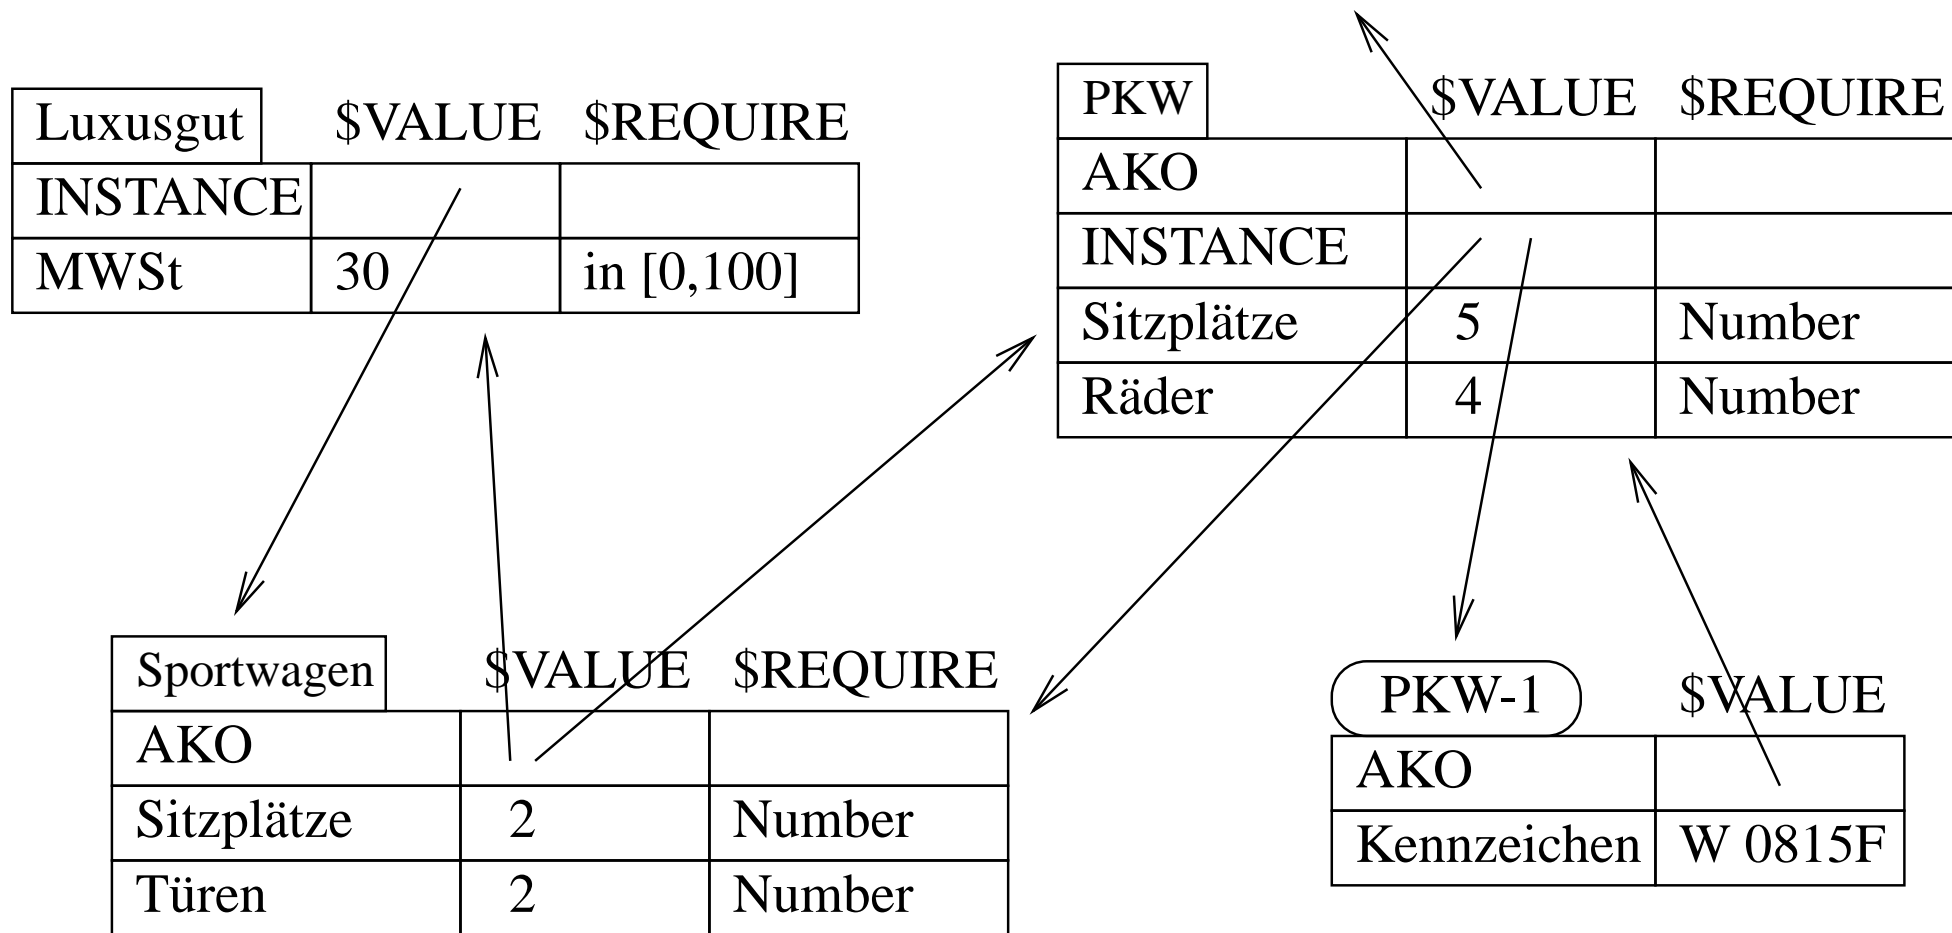 Luxusgut $VALUE $REQUIRE
INSTANCE
MWSt 30 in [0,100]
PKW $VALUE $REQUIRE
AKO
INSTANCE
Sitzplätze 5 Number
Räder 4 Number
Sportwagen $VALUE $REQUIRE
AKO
Sitzplätze 2 Number
Türen 2 Number
PKW-1 $VALUE
AKO
Kennzeichen W 0815F